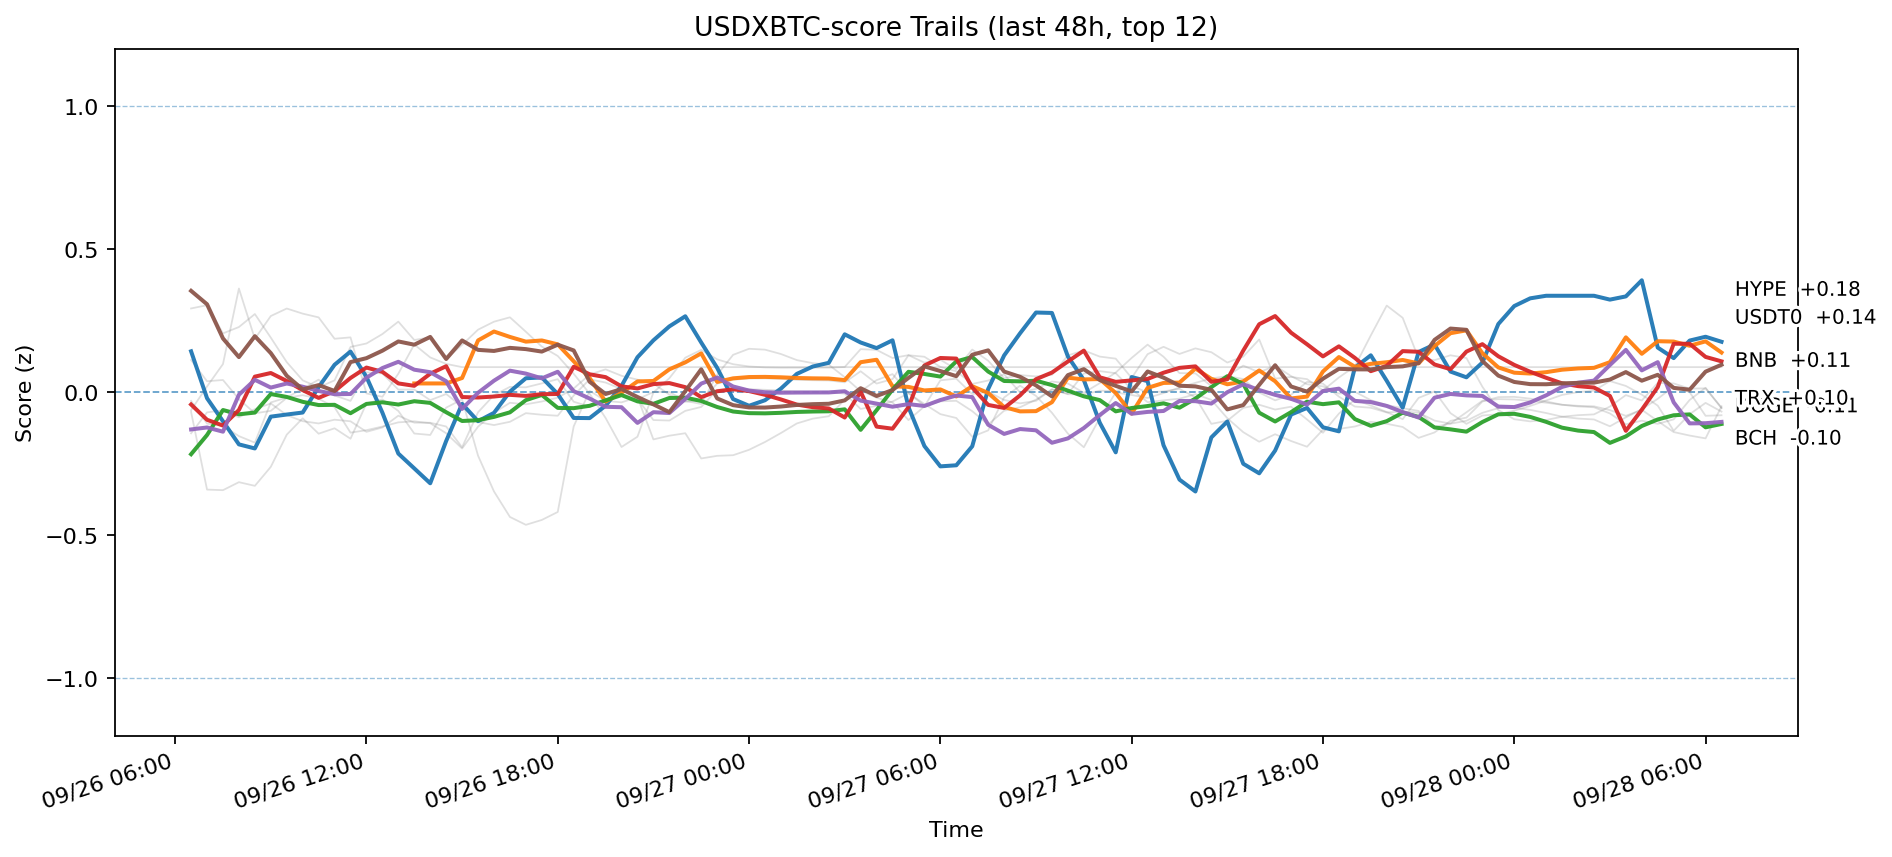 USDXBTC-score Trails (last 48h, top 12)
Score (z)
1.0
0.5
0.0
−0.5
−1.0
HYPE +0.18
USDT0 +0.14
BNB +0.11
TRX +0.10
DOGE -0.11
BCH -0.10
09/26 06:00
09/26 12:00
09/26 18:00
09/27 00:00
09/27 06:00
09/27 12:00
09/27 18:00
09/28 00:00
09/28 06:00
Time